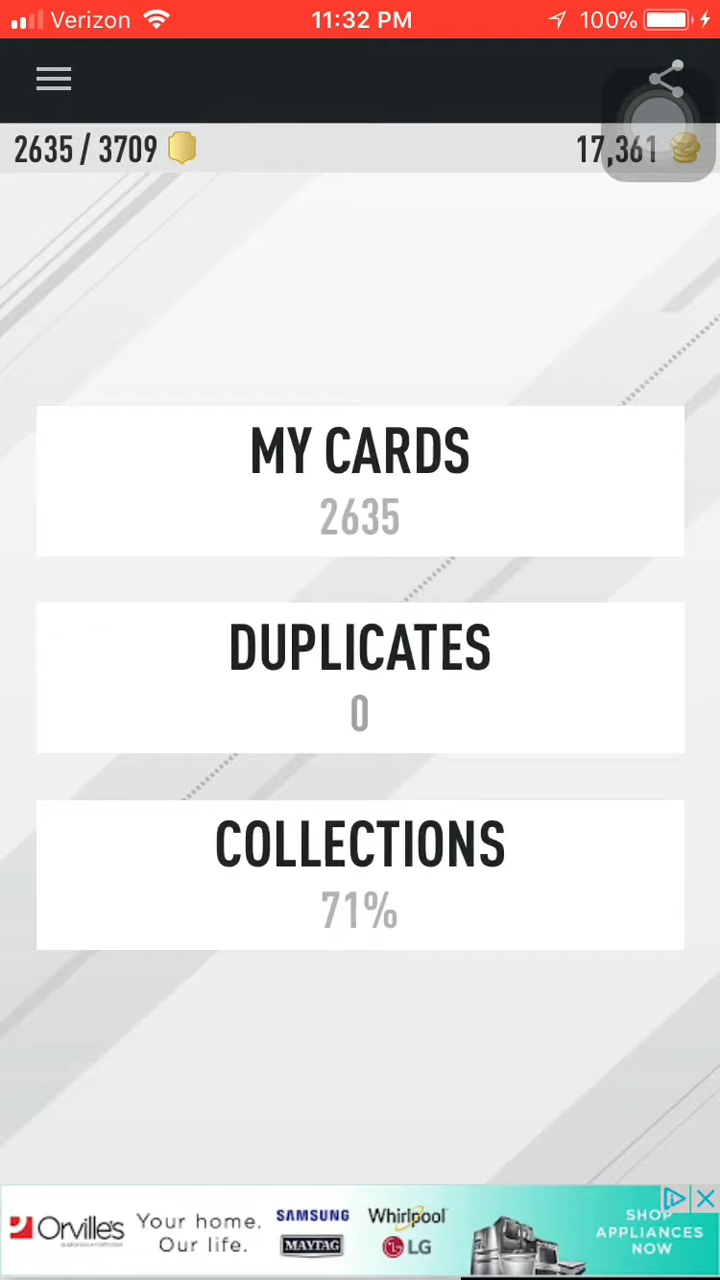 Verizon 11:32 PM 100%
2635 / 3709 17,361
MY CARDS
2635
DUPLICATES
0
COLLECTIONS
71%
Orville's Your home. SAMSUNG Whirlpool SHOP
Our life. MAYTAG LG APPLIANCES
NOW